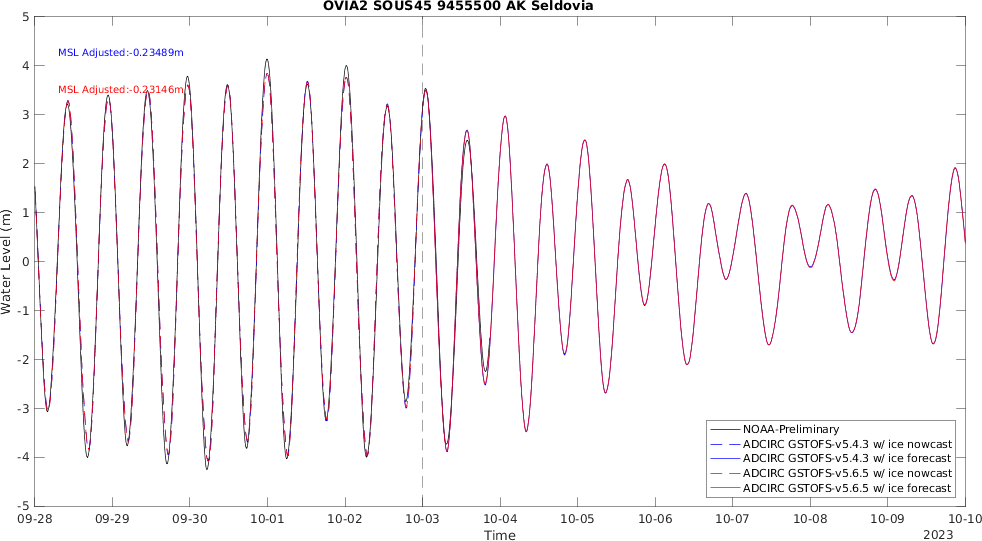 OVIA2 SOUS45 9455500 AK Seldovia
MSL Adjusted:-0.23489m
MSL Adjusted:-0.23146m
Water Level (m)
5
4
3
2
1
0
-1
-2
-3
-4
-5
NOAA-Preliminary
ADCIRC GSTOFS-v5.4.3 w/ ice nowcast
ADCIRC GSTOFS-v5.4.3 w/ ice forecast
ADCIRC GSTOFS-v5.6.5 w/ ice nowcast
ADCIRC GSTOFS-v5.6.5 w/ ice forecast
09-28 09-29 09-30 10-01 10-02 10-03 10-04 10-05 10-06 10-07 10-08 10-09 10-10
Time
2023